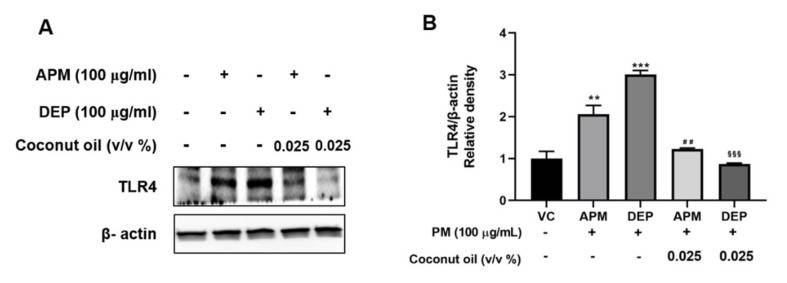 A
APM (100 μg/ml) - + - + -
DEP (100 μg/ml) - - + - +
Coconut oil (v/v %) - - - 0.025 0.025
TLR4
β- actin
B
TLR4/β-actin
Relative density
4
3
2
1
0
**
***
##
§§§
VC APM DEP APM DEP
PM (100 μg/mL) - + + + +
Coconut oil (v/v %) - - - 0.025 0.025